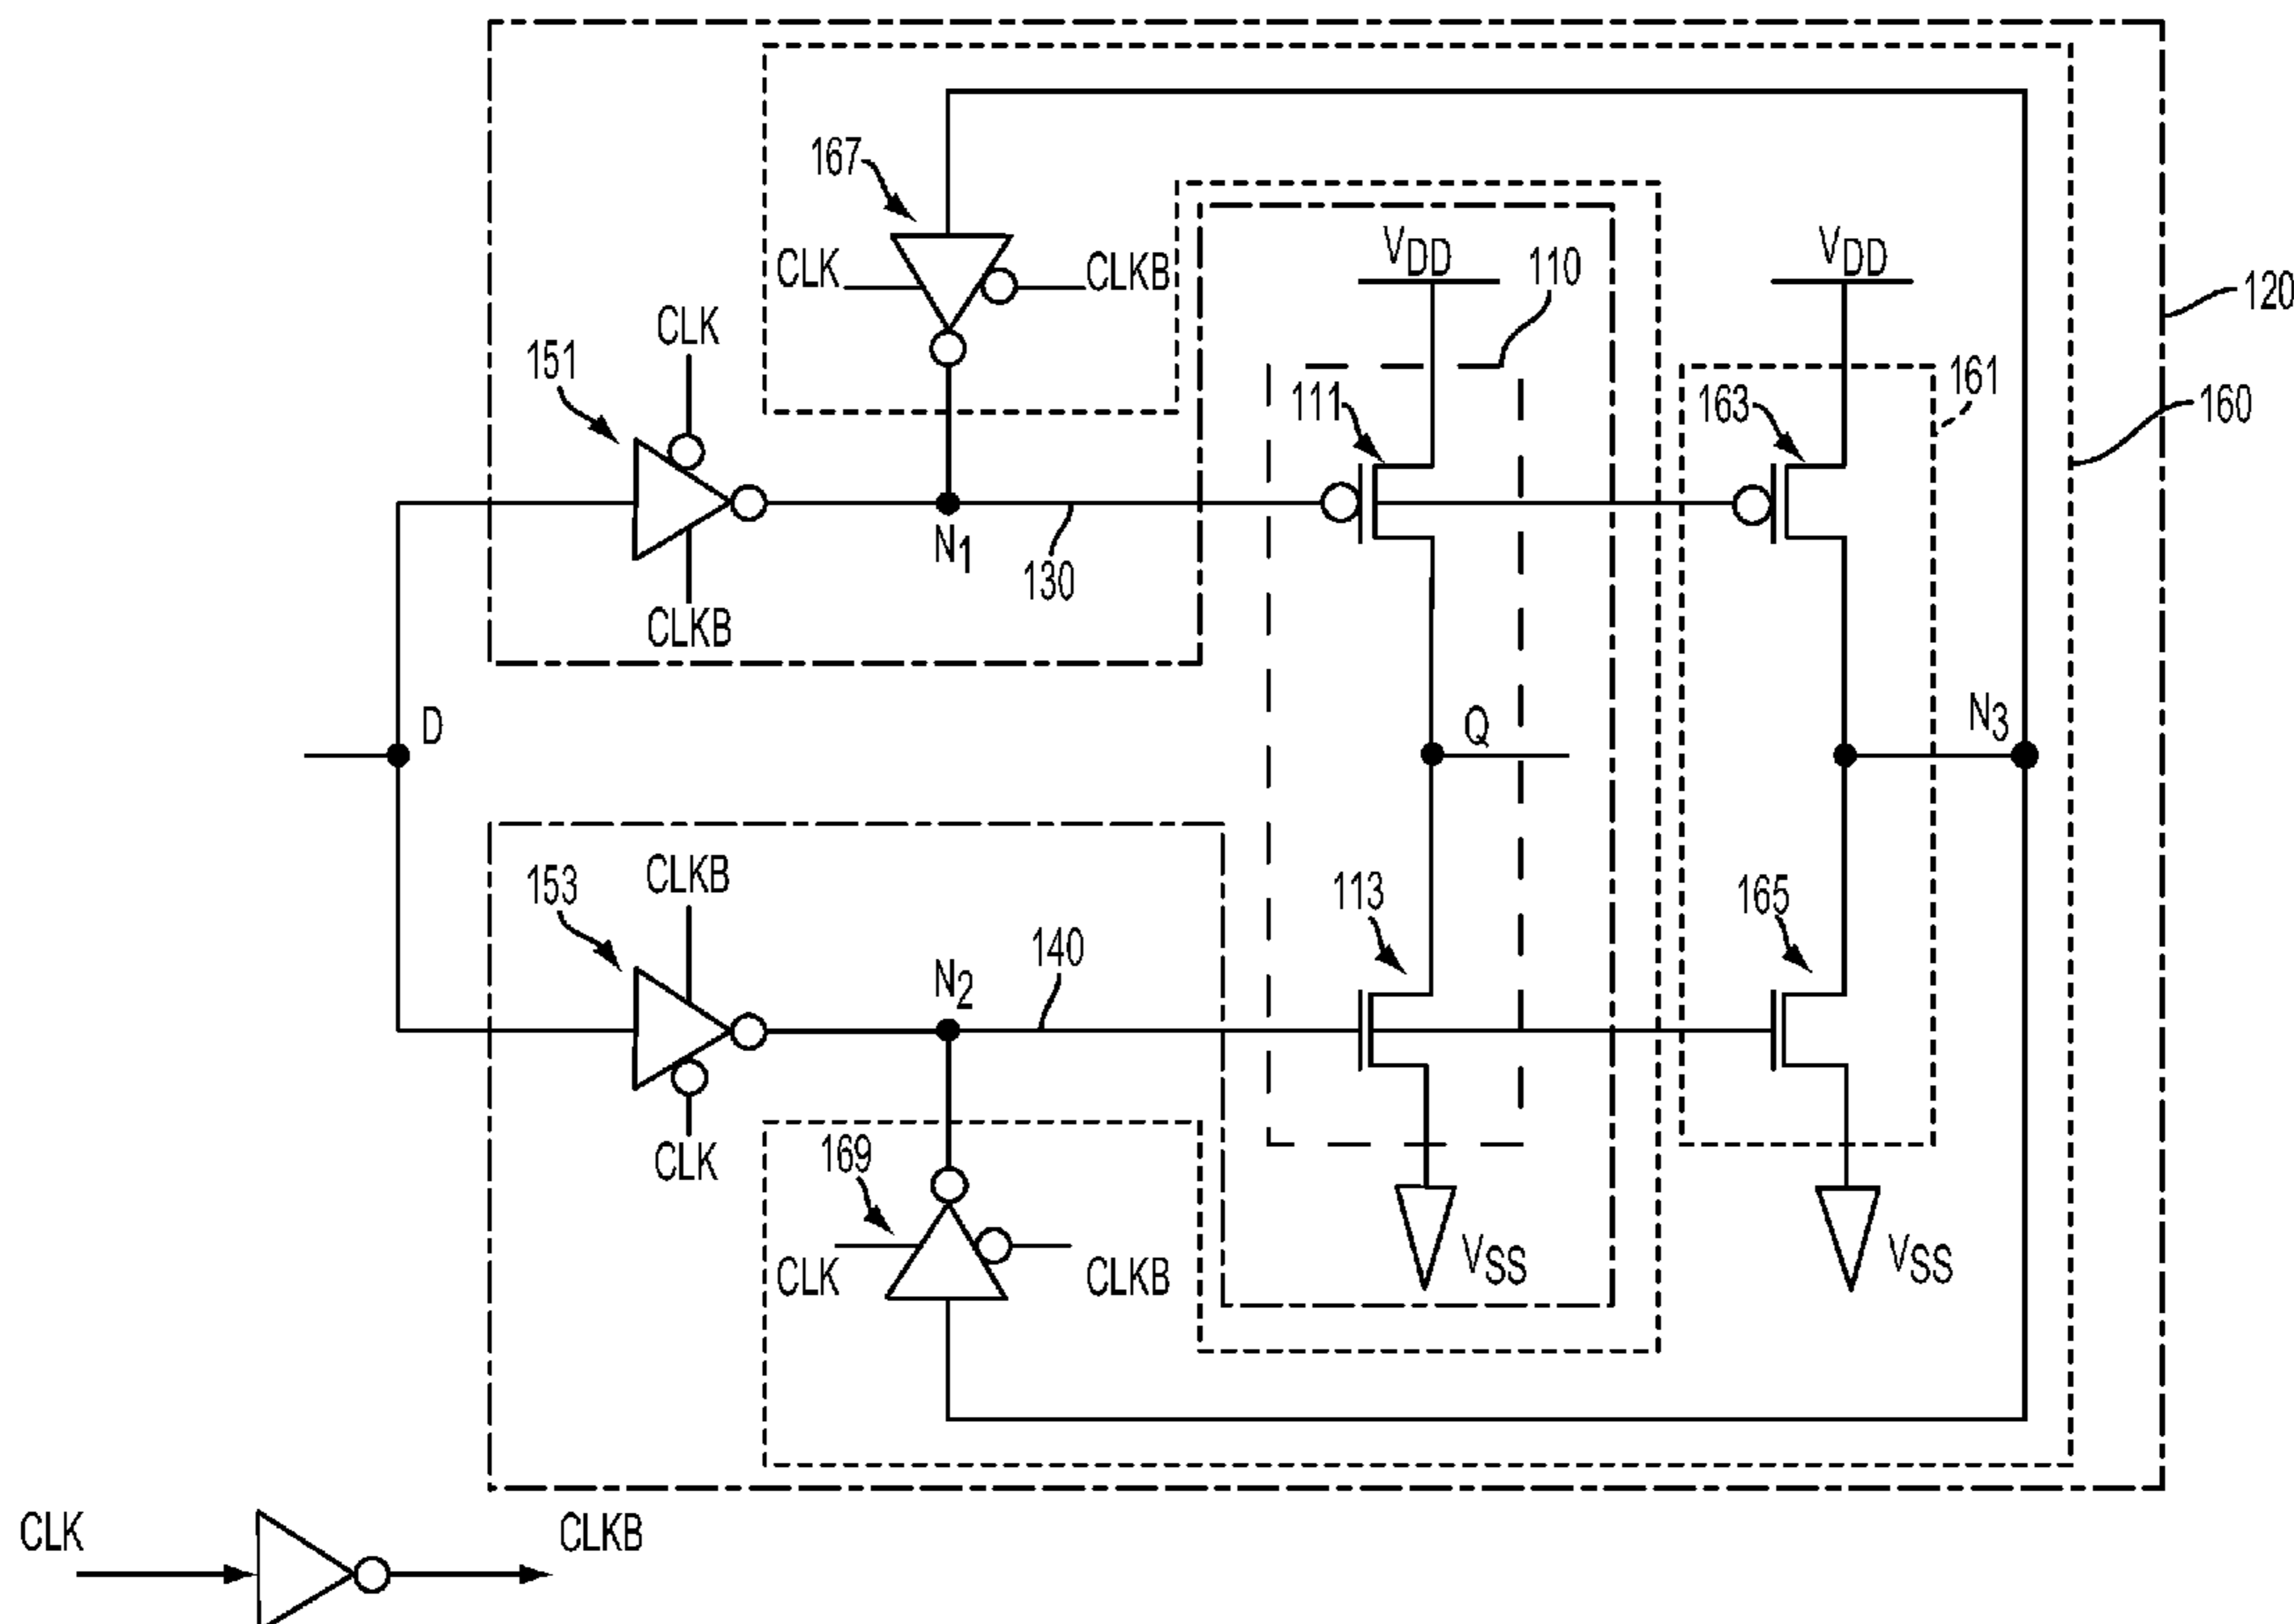 167
CLK
CLKB
VDD
110
VDD
120
CLK
151
111
163
161
160
N1
130
CLKB
D
Q
N3
CLKB
153
113
165
N2
140
CLK
169
CLK
CLKB
VSS
VSS
CLK
CLKB